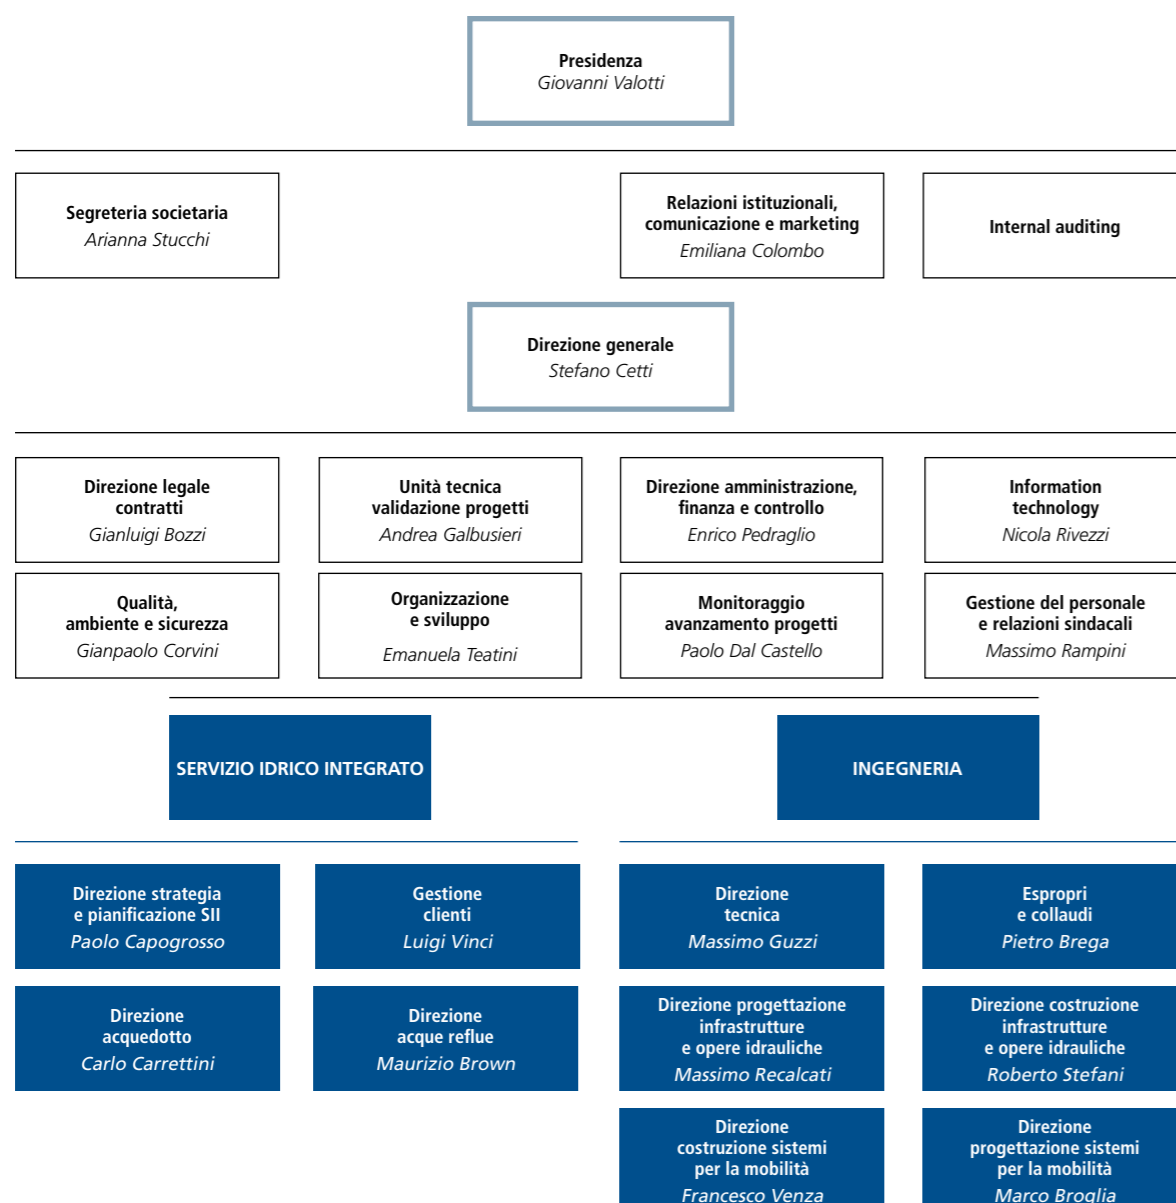 Presidenza
Giovanni Valotti
Segreteria societaria
Arianna Stucchi
Relazioni istituzionali,
comunicazione e marketing
Emiliana Colombo
Internal auditing
Direzione generale
Stefano Cetti
Direzione legale
contratti
Gianluigi Bozzi
Unità tecnica
validazione progetti
Andrea Galbusieri
Direzione amministrazione,
finanza e controllo
Enrico Pedraglio
Information
technology
Nicola Rivezzi
Qualità,
ambiente e sicurezza
Gianpaolo Corvini
Organizzazione
e sviluppo
Emanuela Teatini
Monitoraggio
avanzamento progetti
Paolo Dal Castello
Gestione del personale
e relazioni sindacali
Massimo Rampini
SERVIZIO IDRICO INTEGRATO
INGEGNERIA
Direzione strategia
e pianificazione SII
Paolo Capogrosso
Gestione
clienti
Luigi Vinci
Direzione
tecnica
Massimo Guzzi
Espropri
e collaudi
Pietro Brega
Direzione
acquedotto
Carlo Carrettini
Direzione
acque reflue
Maurizio Brown
Direzione progettazione
infrastrutture
e opere idrauliche
Massimo Recalcati
Direzione costruzione
infrastrutture
e opere idrauliche
Roberto Stefani
Direzione
costruzione sistemi
per la mobilità
Francesco Venza
Direzione
progettazione sistemi
per la mobilità
Marco Broglia